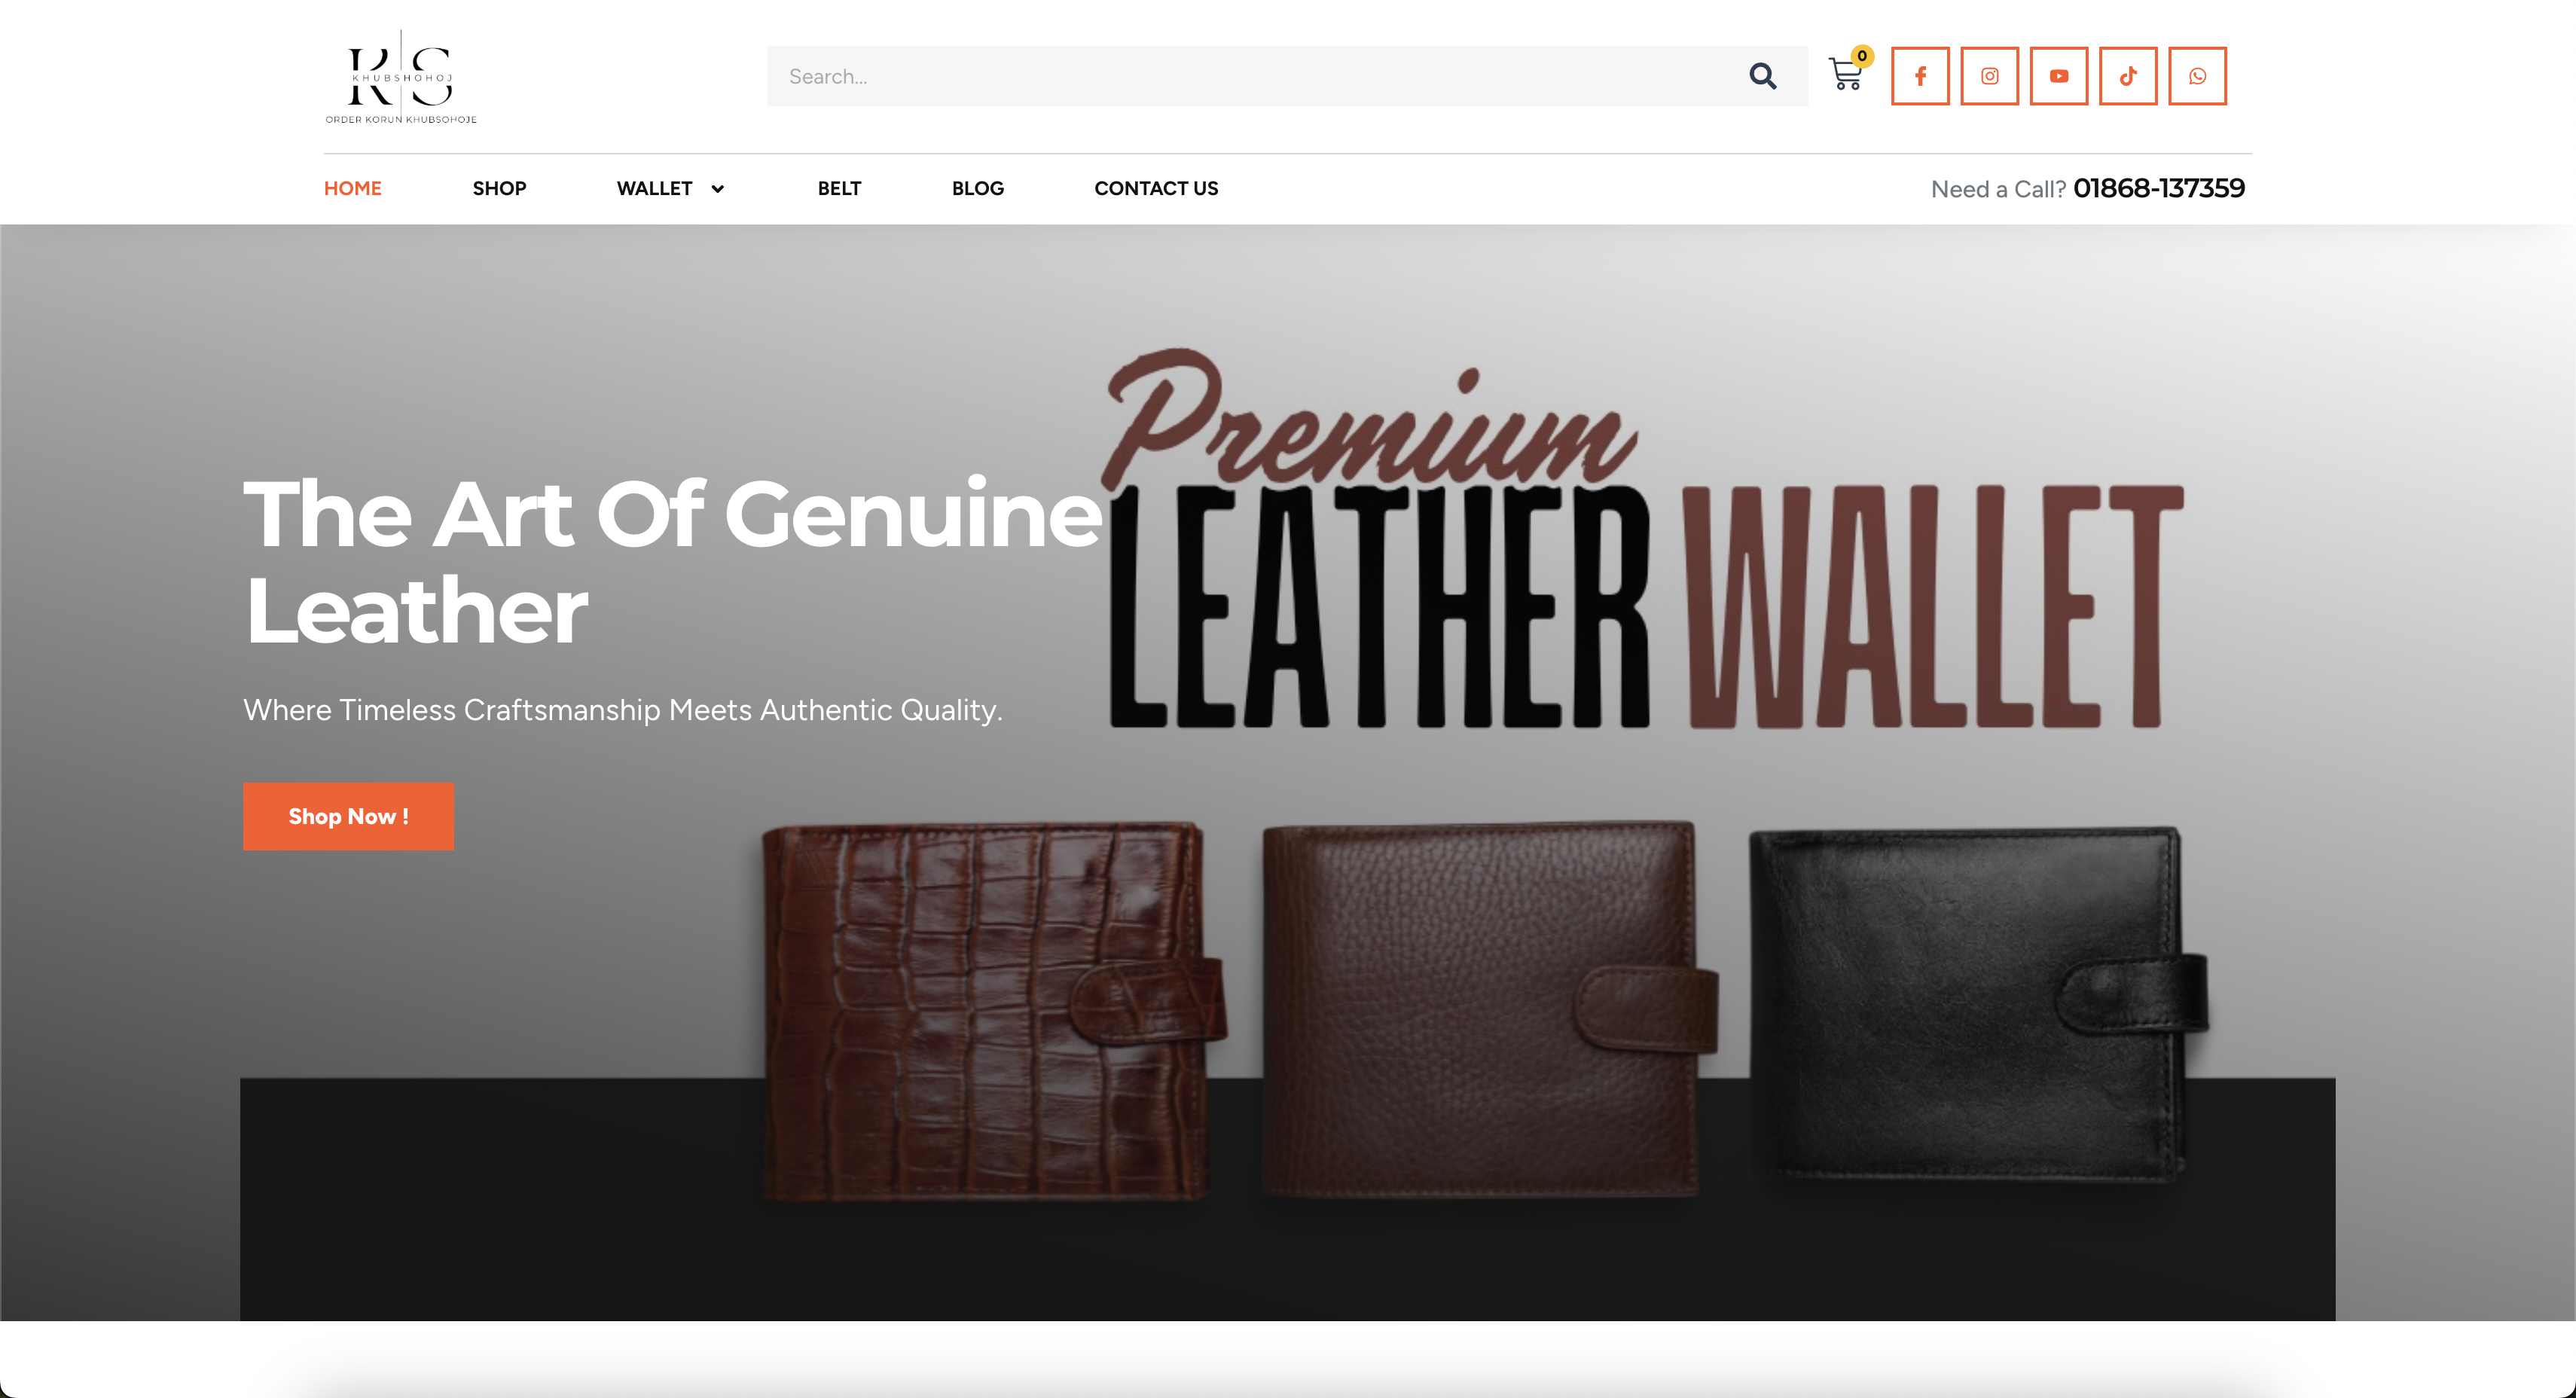 KHUBSHOHOJ
KS
ORDER KORUN KHUBSOHOJE
Search...
0
HOME SHOP WALLET BELT BLOG CONTACT US
Need a Call? 01868-137359
The Art Of Genuine
Leather
Where Timeless Craftsmanship Meets Authentic Quality.
Shop Now !
Premium
LEATHER WALLET